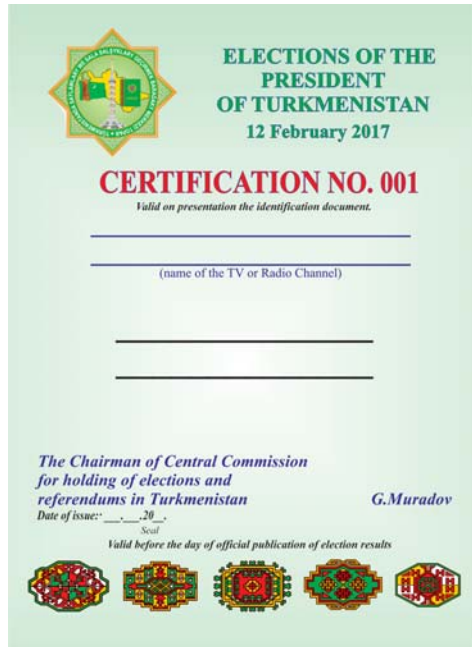 ELECTIONS OF THE
PRESIDENT
OF TURKMENISTAN
12 February 2017
CERTIFICATION NO. 001
Valid on presentation the identification document.
(name of the TV or Radio Channel)
The Chairman of Central Commission
for holding of elections and
referendums in Turkmenistan G.Muradov
Date of issue: ___.___.20__.
Seal
Valid before the day of official publication of election results